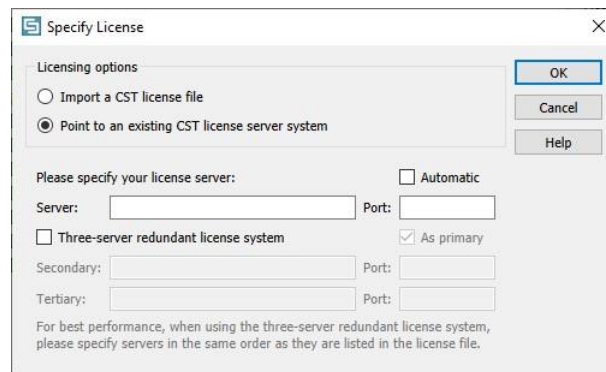 Specify License
Licensing options
Import a CST license file
Point to an existing CST license server system
OK
Cancel
Help
Please specify your license server:
Automatic
Server:
Port:
Three-server redundant license system
As primary
Secondary:
Port:
Tertiary:
Port:
For best performance, when using the three-server redundant license system,
please specify servers in the same order as they are listed in the license file.